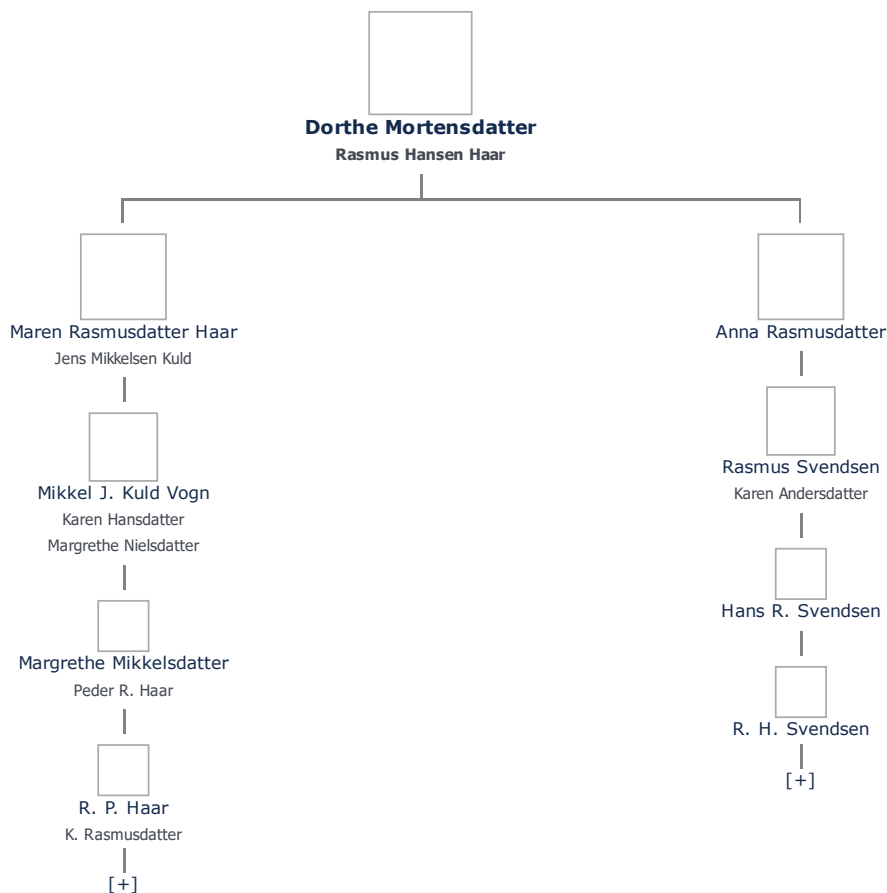 Dorthe Mortensdatter
Rasmus Hansen Haar
Maren Rasmusdatter Haar
Jens Mikkelsen Kuld
Mikkel J. Kuld Vogn
Karen Hansdatter
Margrethe Nielsdatter
Margrethe Mikkelsdatter
Peder R. Haar
R. P. Haar
K. Rasmusdatter
[+]
Anna Rasmusdatter
Rasmus Svendsen
Karen Andersdatter
Hans R. Svendsen
R. H. Svendsen
[+]